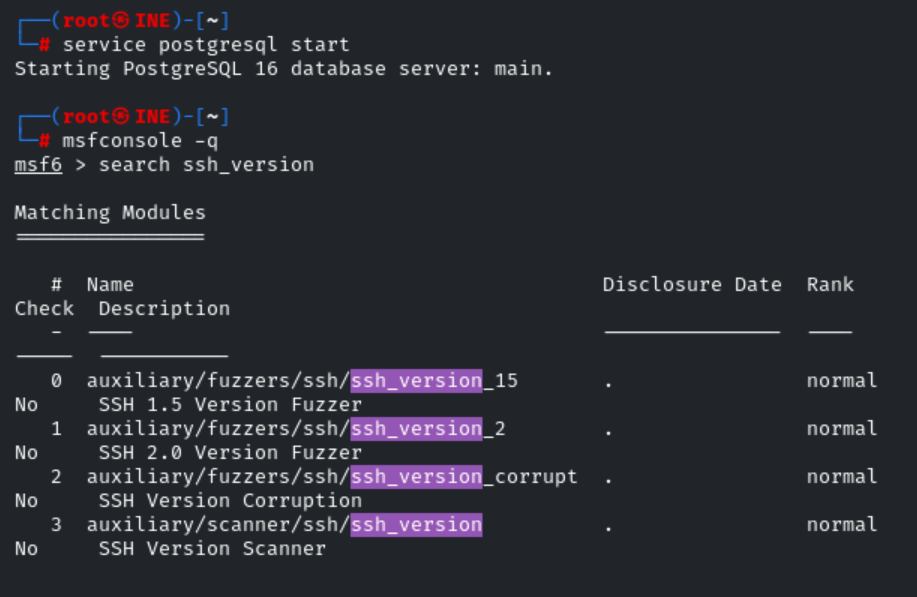 ┌──(root㉿INE)-[~]
└─# service postgresql start
Starting PostgreSQL 16 database server: main.
┌──(root㉿INE)-[~]
└─# msfconsole -q
msf6 > search ssh_version
Matching Modules
================
#  Name                                       Disclosure Date  Rank
Check  Description
-  ----                                       ---------------  ----
-----  -----------
0  auxiliary/fuzzers/ssh/ssh_version_15       .                normal
No     SSH 1.5 Version Fuzzer
1  auxiliary/fuzzers/ssh/ssh_version_2        .                normal
No     SSH 2.0 Version Fuzzer
2  auxiliary/fuzzers/ssh/ssh_version_corrupt  .                normal
No     SSH Version Corruption
3  auxiliary/scanner/ssh/ssh_version          .                normal
No     SSH Version Scanner